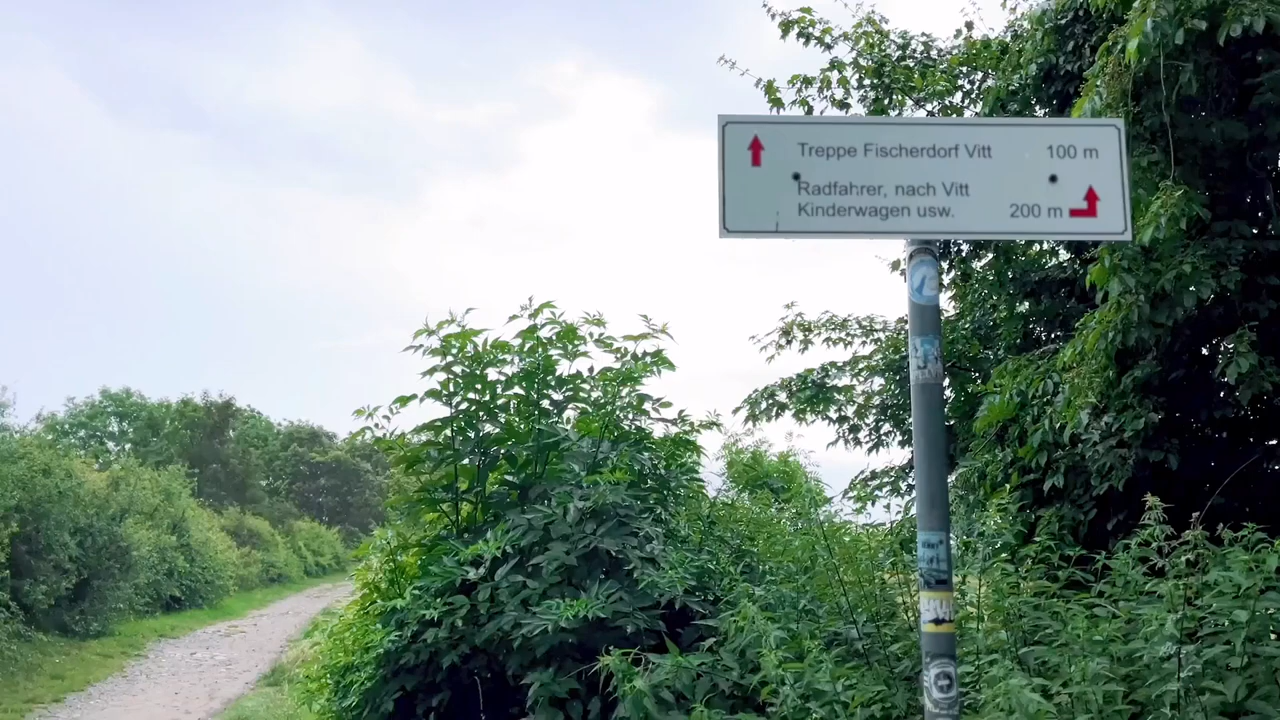 Treppe Fischerdorf Vitt 100 m
Radfahrer, nach Vitt
Kinderwagen usw. 200 m